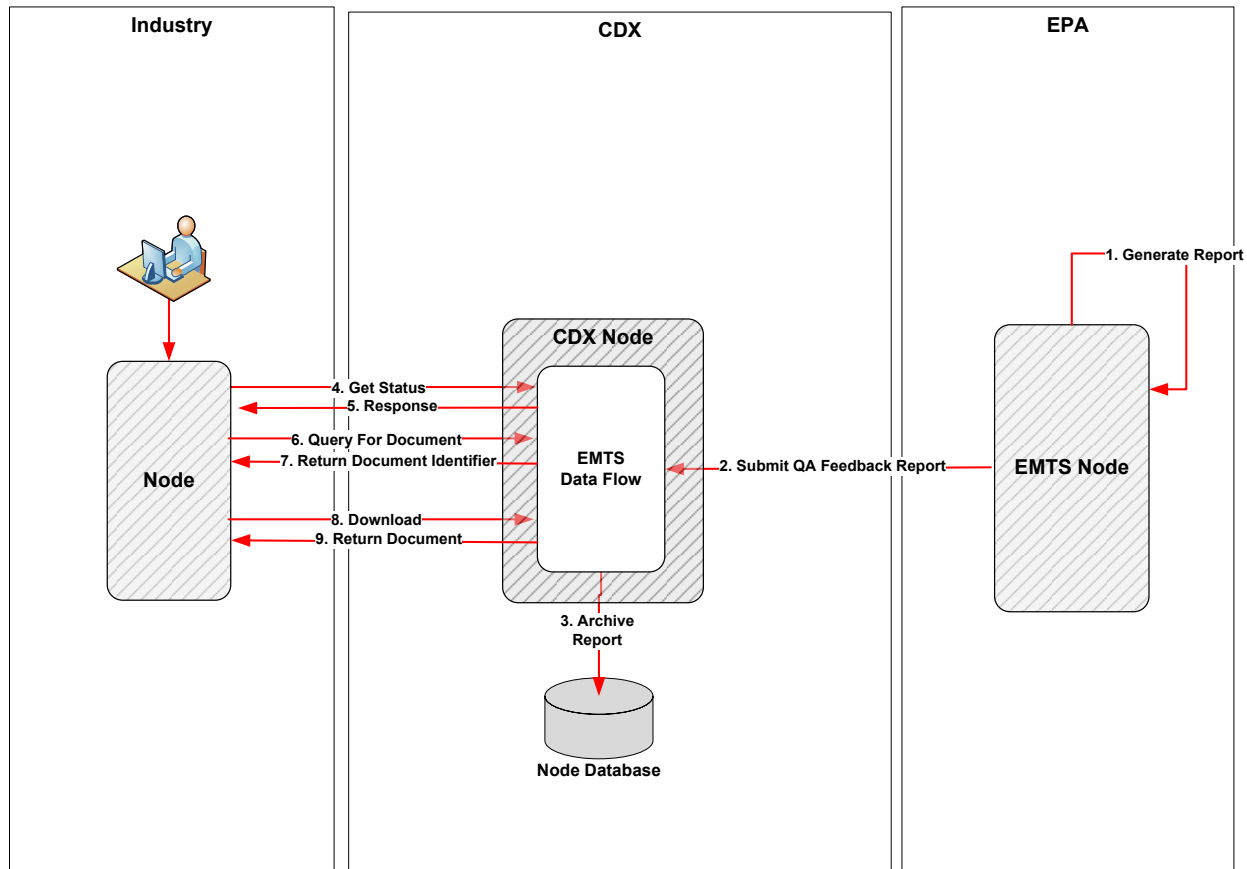 Industry
CDX
EPA
1. Generate Report
CDX Node
4. Get Status
5. Response
6. Query For Document
7. Return Document Identifier
8. Download
9. Return Document
Node
EMTS
Data Flow
2. Submit QA Feedback Report
EMTS Node
3. Archive
Report
Node Database